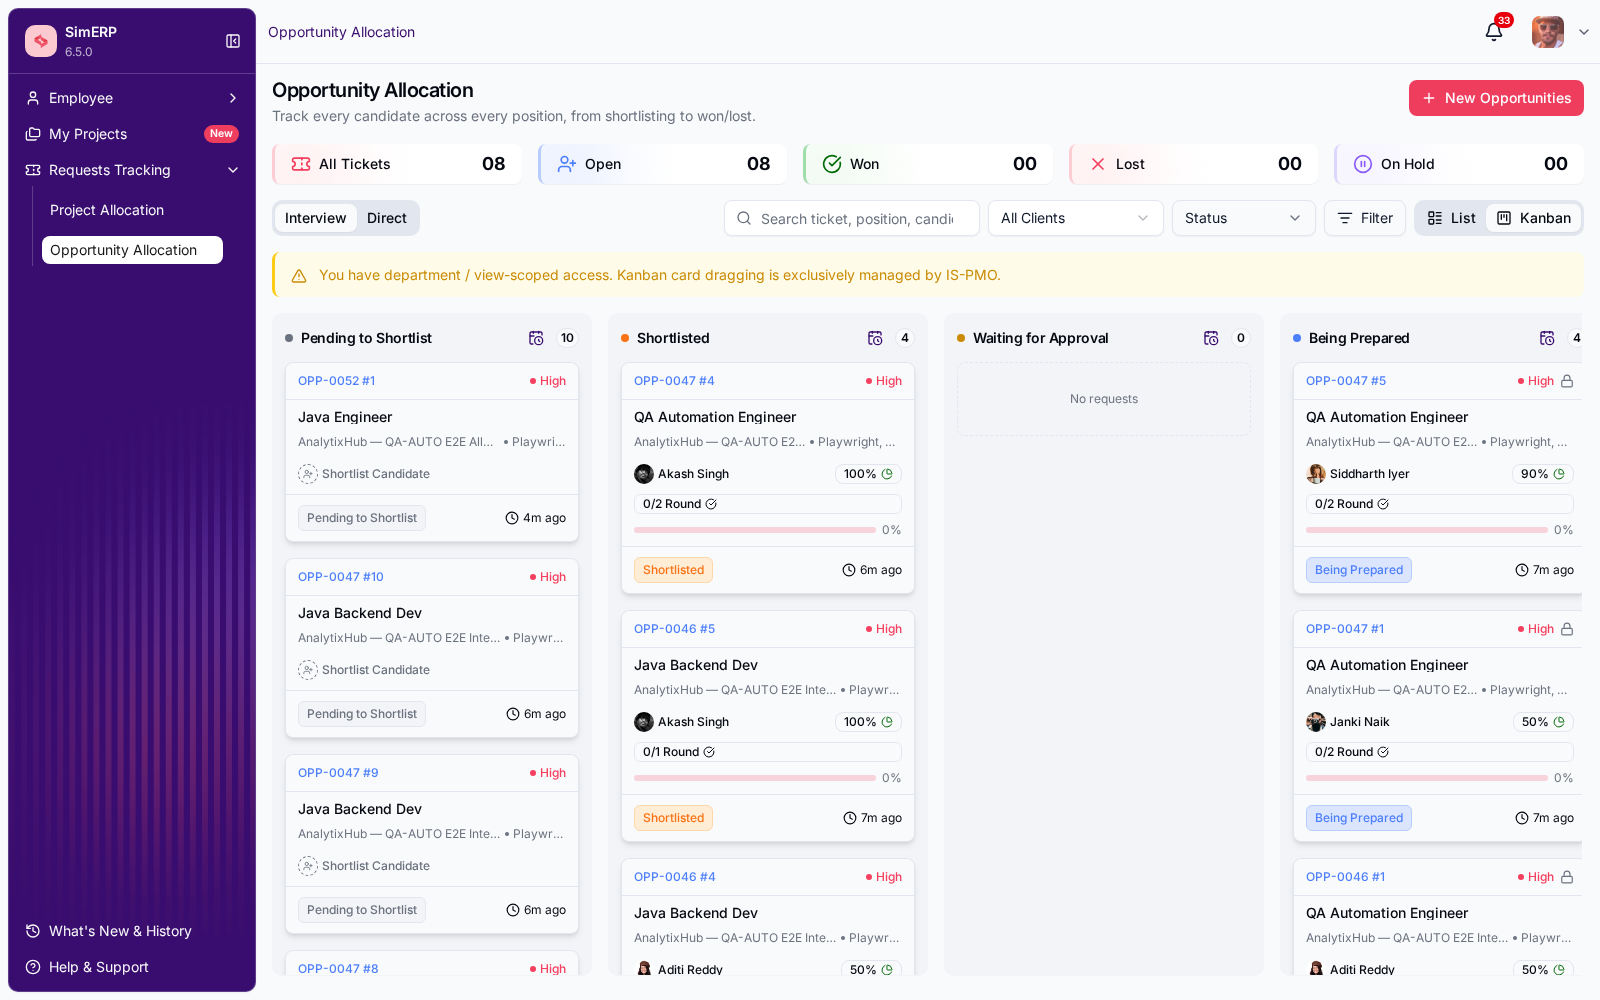 SimERP
6.5.0
Employee
My Projects
New
Requests Tracking
Project Allocation
Opportunity Allocation
What's New & History
Help & Support
Opportunity Allocation
33
Opportunity Allocation
Track every candidate across every position, from shortlisting to won/lost.
New Opportunities
All Tickets 08
Open 08
Won 00
Lost 00
On Hold 00
Interview Direct
Search ticket, position, candi
All Clients
Status
Filter
List Kanban
You have department / view-scoped access. Kanban card dragging is exclusively managed by IS-PMO.
Pending to Shortlist 10
OPP-0052 #1 High
Java Engineer
AnalytixHub — QA-AUTO E2E All... • Playwri...
Shortlist Candidate
Pending to Shortlist 4m ago
OPP-0047 #10 High
Java Backend Dev
AnalytixHub — QA-AUTO E2E Inte... • Playwr...
Shortlist Candidate
Pending to Shortlist 6m ago
OPP-0047 #9 High
Java Backend Dev
AnalytixHub — QA-AUTO E2E Inte... • Playwr...
Shortlist Candidate
Pending to Shortlist 6m ago
OPP-0047 #8 High
Shortlisted 4
OPP-0047 #4 High
QA Automation Engineer
AnalytixHub — QA-AUTO E2... • Playwright, ...
Akash Singh 100%
0/2 Round
0%
Shortlisted 6m ago
OPP-0046 #5 High
Java Backend Dev
AnalytixHub — QA-AUTO E2E Inte... • Playwr...
Akash Singh 100%
0/1 Round
0%
Shortlisted 7m ago
OPP-0046 #4 High
Java Backend Dev
AnalytixHub — QA-AUTO E2E Inte... • Playwr...
Aditi Reddy 50%
Waiting for Approval 0
No requests
Being Prepared 4
OPP-0047 #5 High
QA Automation Engineer
AnalytixHub — QA-AUTO E2... • Playwright, ...
Siddharth Iyer 90%
0/2 Round
0%
Being Prepared 7m ago
OPP-0047 #1 High
QA Automation Engineer
AnalytixHub — QA-AUTO E2... • Playwright, ...
Janki Naik 50%
0/2 Round
0%
Being Prepared 7m ago
OPP-0046 #1 High
QA Automation Engineer
AnalytixHub — QA-AUTO E2E Inte... • Playwr...
Aditi Reddy 50%